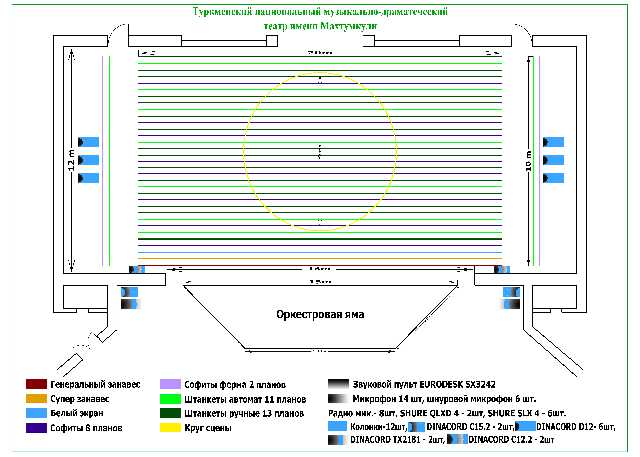 Туркменский национальный музыкально-драматический
театр имени Махтумкули
12 m
10 m
Оркестровая яма
Генеральный занавес
Супер занавес
Белый экран
Софиты 6 планов
Софиты форма 2 планов
Штанкеты автомат 11 планов
Штанкеты ручные 13 планов
Круг сцены
Звуковой пульт EURODESK SX3242
Микрофон 14 шт, шнуровой микрофон 6 шт.
Радио мик.- 8шт, SHURE QLXD 4 - 2шт, SHURE SLX 4 - 6шт.
Колонки-12шт, DINACORD C15.2 - 2шт, DINACORD D12- 6шт,
DINACORD TX2181 - 2шт, DINACORD C12.2 - 2шт